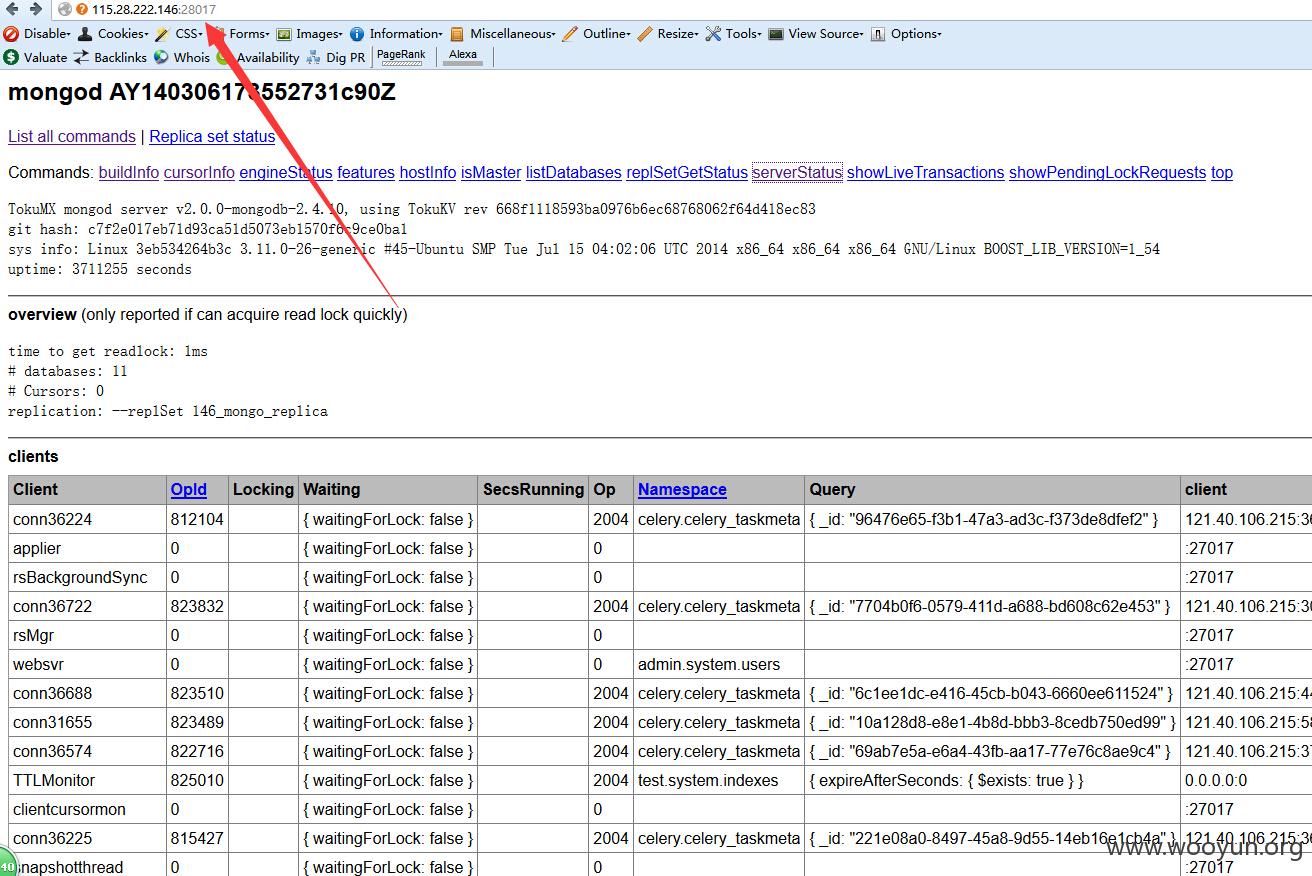 115.28.222.146:28017
Disable Cookies CSS Forms Images Information Miscellaneous Outline Resize Tools View Source Options
Valuate Backlinks Whois Availability Dig PR PageRank Alexa
mongod AY140306173552731c90Z
List all commands | Replica set status
Commands: buildInfo cursorInfo engineStatus features hostInfo isMaster listDatabases replSetGetStatus serverStatus showLiveTransactions showPendingLockRequests top
TokuMX mongod server v2.0.0-mongodb-2.4.10, using TokuKV rev 668f1118593ba0976b6ec68768062f64d418ec83
git hash: c7f2e017eb71d93ca51d5073eb1570f6c9ce0ba1
sys info: Linux 3eb534264b3c 3.11.0-26-generic #45-Ubuntu SMP Tue Jul 15 04:02:06 UTC 2014 x86_64 x86_64 x86_64 GNU/Linux BOOST_LIB_VERSION=1_54
uptime: 3711255 seconds
overview (only reported if can acquire read lock quickly)
time to get readlock: 1ms
# databases: 11
# Cursors: 0
replication: --replSet 146_mongo_replica
clients
Client OpId Locking Waiting SecsRunning Op Namespace Query client
conn36224 812104 { waitingForLock: false } 2004 celery.celery_taskmeta { _id: "96476e65-f3b1-47a3-ad3c-f373de8dfef2" } 121.40.106.215:36
applier 0 { waitingForLock: false } 0 :27017
rsBackgroundSync 0 { waitingForLock: false } 0 :27017
conn36722 823832 { waitingForLock: false } 2004 celery.celery_taskmeta { _id: "7704b0f6-0579-411d-a688-bd608c62e453" } 121.40.106.215:30
rsMgr 0 { waitingForLock: false } 0 :27017
websvr 0 { waitingForLock: false } 0 admin.system.users :27017
conn36688 823510 { waitingForLock: false } 2004 celery.celery_taskmeta { _id: "6c1ee1dc-e416-45cb-b043-6660ee611524" } 121.40.106.215:44
conn31655 823489 { waitingForLock: false } 2004 celery.celery_taskmeta { _id: "10a128d8-e8e1-4b8d-bbb3-8cedb750ed99" } 121.40.106.215:58
conn36574 822716 { waitingForLock: false } 2004 celery.celery_taskmeta { _id: "69ab7e5a-e6a4-43fb-aa17-77e76c8ae9c4" } 121.40.106.215:37
TTLMonitor 825010 { waitingForLock: false } 2004 test.system.indexes { expireAfterSeconds: { $exists: true } } 0.0.0.0:0
clientcursormon 0 { waitingForLock: false } 0 :27017
conn36225 815427 { waitingForLock: false } 2004 celery.celery_taskmeta { _id: "221e08a0-8497-45a8-9d55-14eb16e1cb4a" } 121.40.106.215:36
www.wooyun.org
40
snapshotthread 0 { waitingForLock: false } 0 :27017